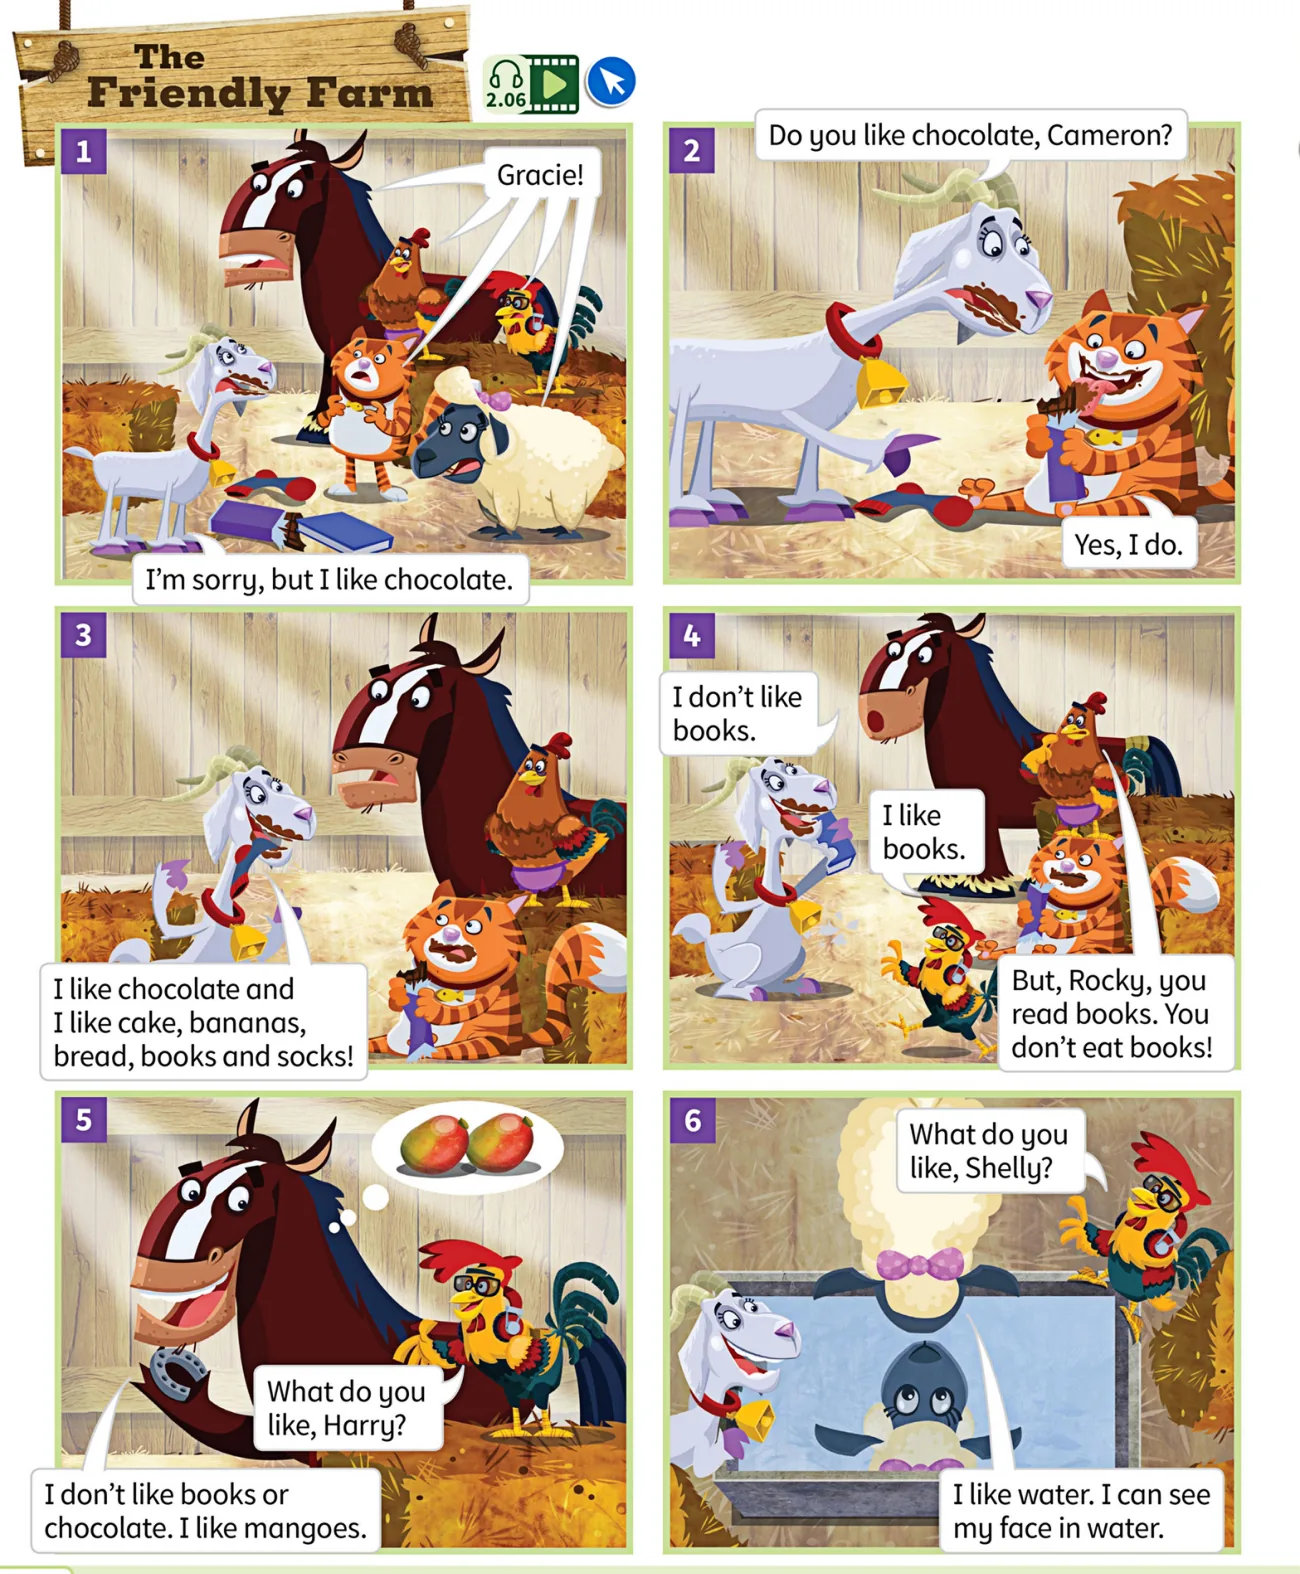 The
Friendly Farm
2.06
1
Gracie!
I'm sorry, but I like chocolate.
2
Do you like chocolate, Cameron?
Yes, I do.
3
I like chocolate and
I like cake, bananas,
bread, books and socks!
4
I don't like
books.
I like
books.
But, Rocky, you
read books. You
don't eat books!
5
What do you
like, Harry?
I don't like books or
chocolate. I like mangoes.
6
What do you
like, Shelly?
I like water. I can see
my face in water.